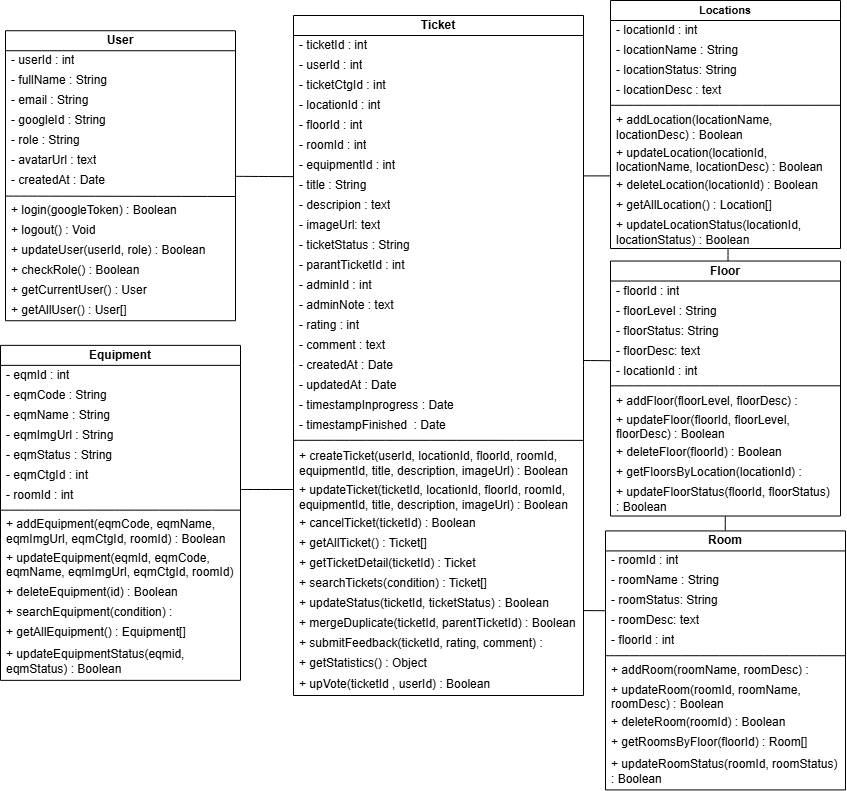 User
- userId : int
- fullName : String
- email : String
- googleId : String
- role : String
- avatarUrl : text
- createdAt : Date
+ login(googleToken) : Boolean
+ logout() : Void
+ updateUser(userId, role) : Boolean
+ checkRole() : Boolean
+ getCurrentUser() : User
+ getAllUser() : User[]
Equipment
- eqmId : int
- eqmCode : String
- eqmName : String
- eqmImgUrl : String
- eqmStatus : String
- eqmCtgId : int
- roomId : int
+ addEquipment(eqmCode, eqmName,
eqmImgUrl, eqmCtgId, roomId) : Boolean
+ updateEquipment(eqmId, eqmCode,
eqmName, eqmImgUrl, eqmCtgId, roomId)
+ deleteEquipment(id) : Boolean
+ searchEquipment(condition) :
+ getAllEquipment() : Equipment[]
+ updateEquipmentStatus(eqmid,
eqmStatus) : Boolean
Ticket
- ticketId : int
- userId : int
- ticketCtgId : int
- locationId : int
- floorId : int
- roomId : int
- equipmentId : int
- title : String
- descripion : text
- imageUrl: text
- ticketStatus : String
- parantTicketId : int
- adminId : int
- adminNote : text
- rating : int
- comment : text
- createdAt : Date
- updatedAt : Date
- timestampInprogress : Date
- timestampFinished : Date
+ createTicket(userId, locationId, floorId, roomId,
equipmentId, title, description, imageUrl) : Boolean
+ updateTicket(ticketId, locationId, floorId, roomId,
equipmentId, title, description, imageUrl) : Boolean
+ cancelTicket(ticketId) : Boolean
+ getAllTicket() : Ticket[]
+ getTicketDetail(ticketId) : Ticket
+ searchTickets(condition) : Ticket[]
+ updateStatus(ticketId, ticketStatus) : Boolean
+ mergeDuplicate(ticketId, parentTicketId) : Boolean
+ submitFeedback(ticketId, rating, comment) :
+ getStatistics() : Object
+ upVote(ticketId , userId) : Boolean
Locations
- locationId : int
- locationName : String
- locationStatus: String
- locationDesc : text
+ addLocation(locationName,
locationDesc) : Boolean
+ updateLocation(locationId,
locationName, locationDesc) : Boolean
+ deleteLocation(locationId) : Boolean
+ getAllLocation() : Location[]
+ updateLocationStatus(locationId,
locationStatus) : Boolean
Floor
- floorId : int
- floorLevel : String
- floorStatus: String
- floorDesc: text
- locationId : int
+ addFloor(floorLevel, floorDesc) :
+ updateFloor(floorId, floorLevel,
floorDesc) : Boolean
+ deleteFloor(floorId) : Boolean
+ getFloorsByLocation(locationId) :
+ updateFloorStatus(floorId, floorStatus)
: Boolean
Room
- roomId : int
- roomName : String
- roomStatus: String
- roomDesc: text
- floorId : int
+ addRoom(roomName, roomDesc) :
+ updateRoom(roomId, roomName,
roomDesc) : Boolean
+ deleteRoom(roomId) : Boolean
+ getRoomsByFloor(floorId) : Room[]
+ updateRoomStatus(roomId, roomStatus)
: Boolean